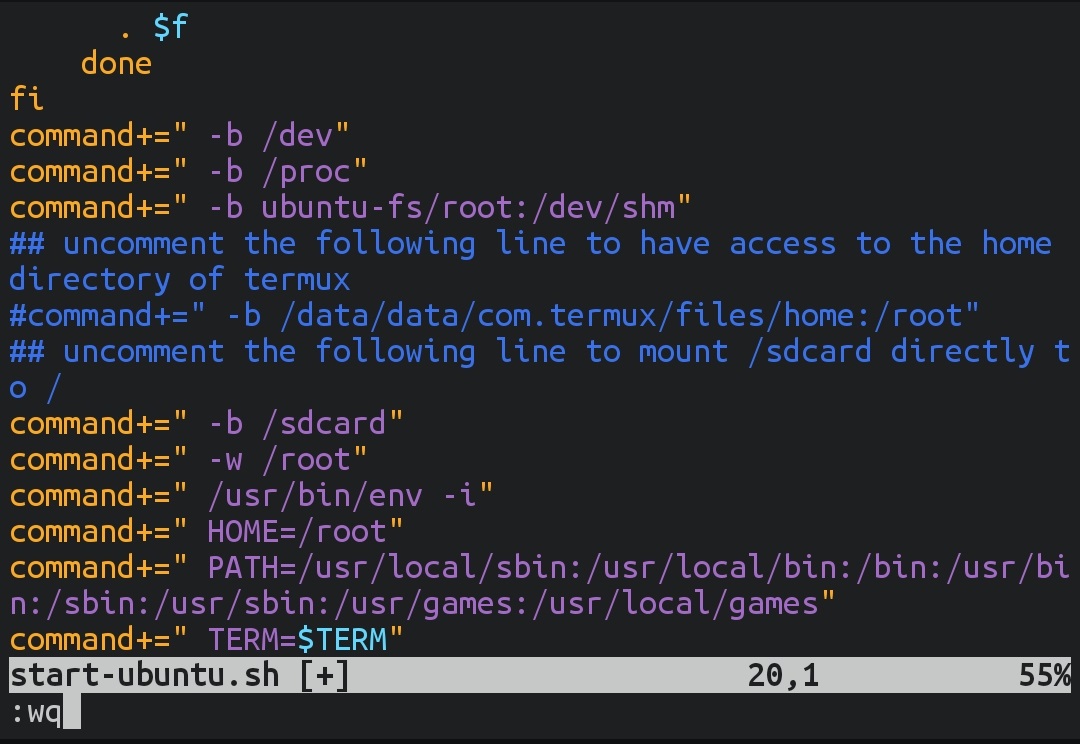 . $f
done
fi
command+=" -b /dev"
command+=" -b /proc"
command+=" -b ubuntu-fs/root:/dev/shm"
## uncomment the following line to have access to the home
directory of termux
#command+=" -b /data/data/com.termux/files/home:/root"
## uncomment the following line to mount /sdcard directly t
o /
command+=" -b /sdcard"
command+=" -w /root"
command+=" /usr/bin/env -i"
command+=" HOME=/root"
command+=" PATH=/usr/local/sbin:/usr/local/bin:/bin:/usr/bi
n:/sbin:/usr/sbin:/usr/games:/usr/local/games"
command+=" TERM=$TERM"
start-ubuntu.sh [+] 20,1 55%
:wq